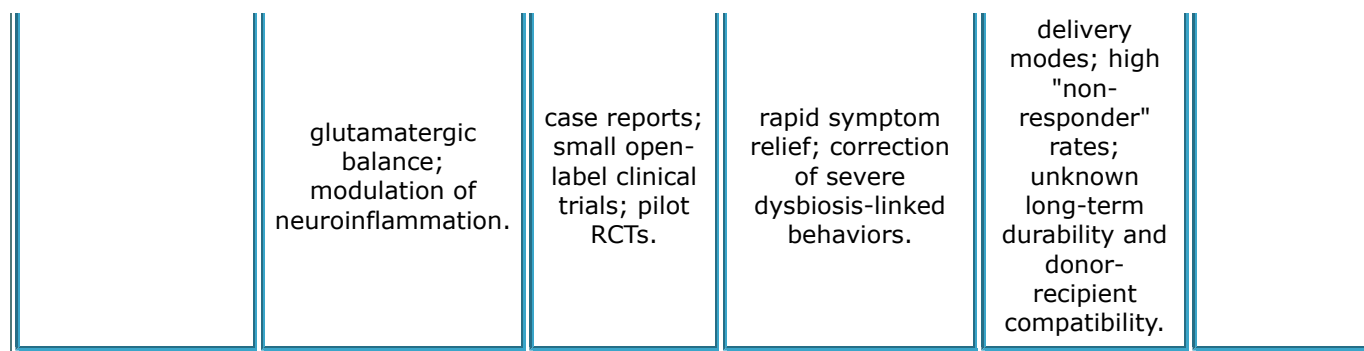 glutamatergic
balance;
modulation of
neuroinflammation.
case reports;
small open-
label clinical
trials; pilot
RCTs.
rapid symptom
relief; correction
of severe
dysbiosis-linked
behaviors.
delivery
modes; high
"non-
responder"
rates;
unknown
long-term
durability and
donor-
recipient
compatibility.